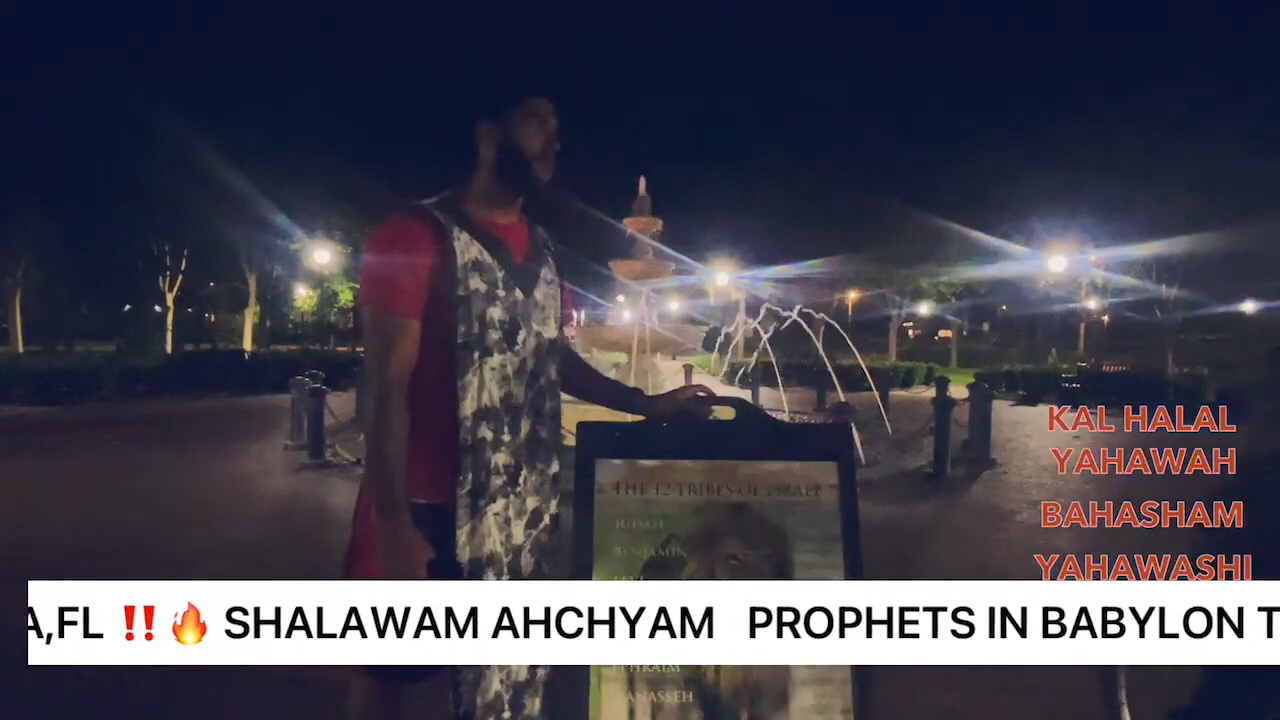 THE 12 TRIBES OF ISRAEL
JUDAH
BENJAMIN
LEVI
KAL HALAL
YAHAWAH
BAHASHAM
YAHAWASHI
A,FL ‼️🔥 SHALAWAM AHCHYAM PROPHETS IN BABYLON T
EPHRAIM
MANASSEH